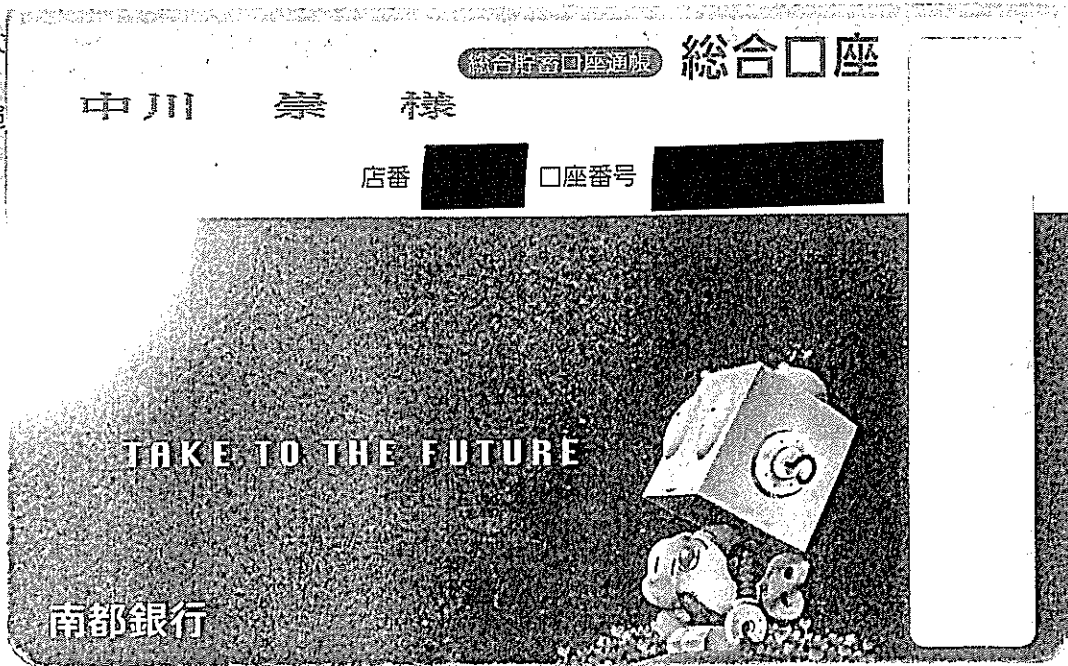 総合貯蓄口座通帳 総合口座
中川 崇 様
店番 口座番号
TAKE TO THE FUTURE
南都銀行